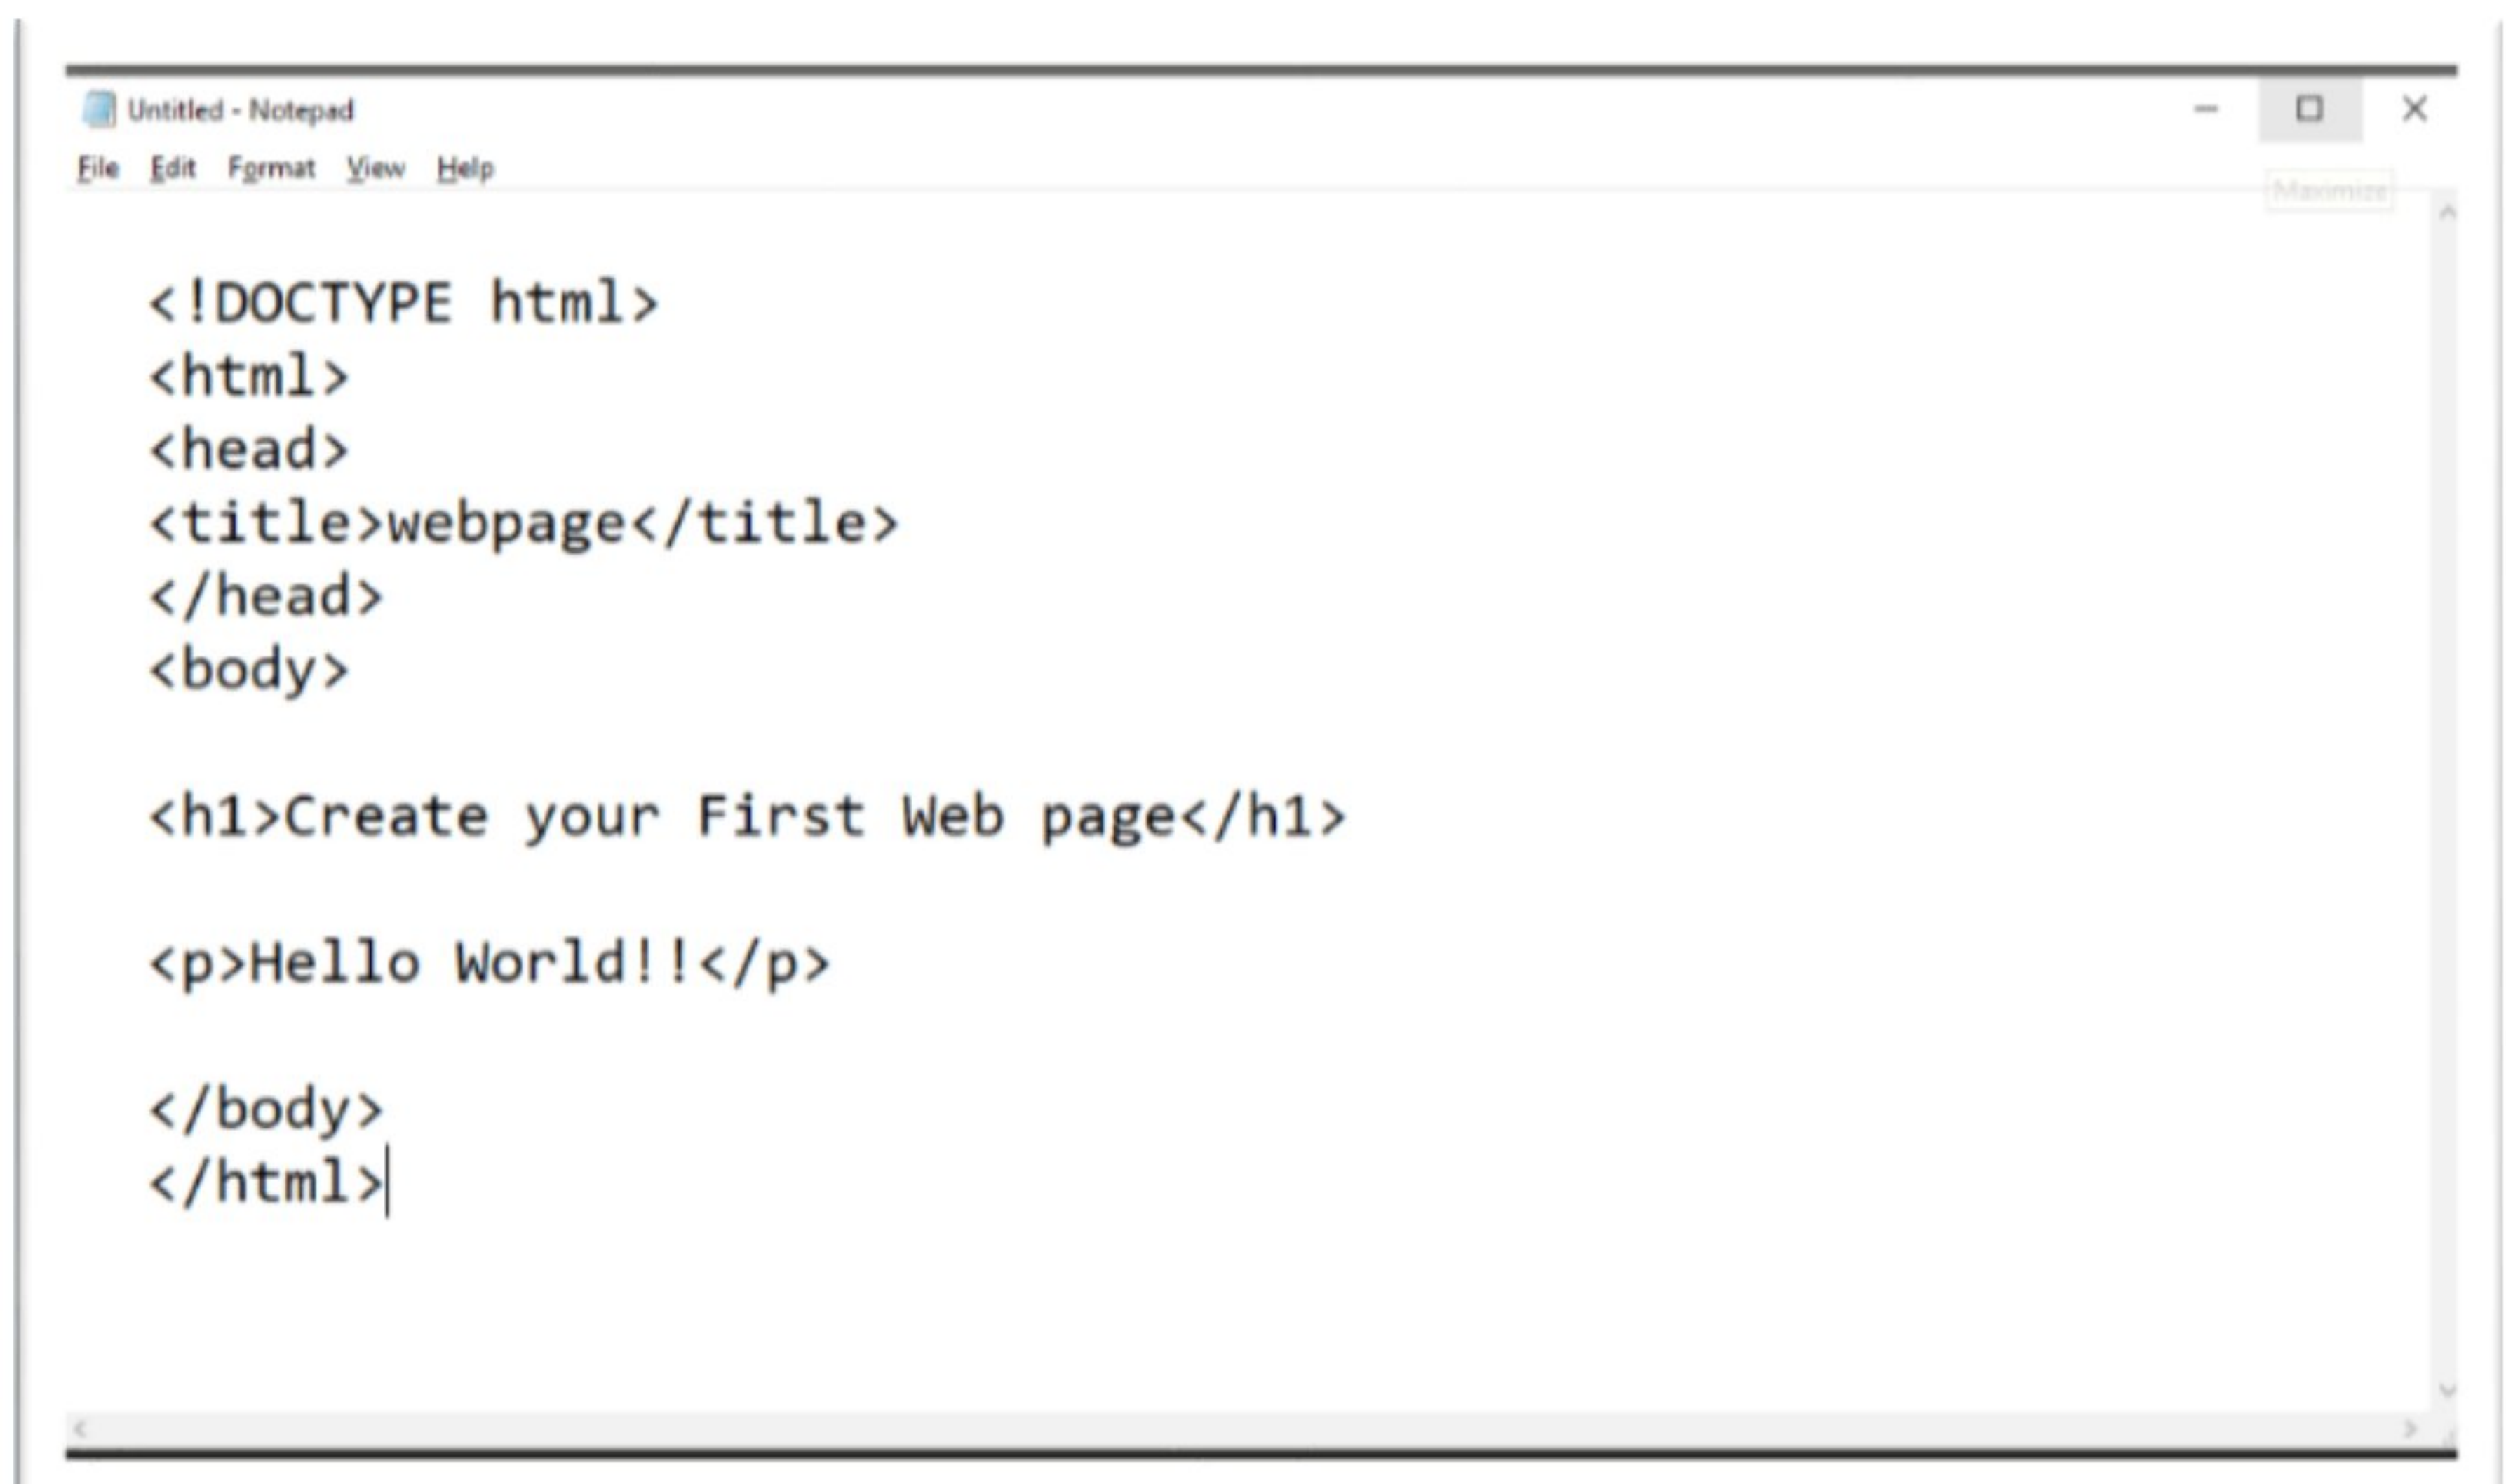 Untitled - Notepad
File Edit Format View Help
Maximize
<!DOCTYPE html>
<html>
<head>
<title>webpage</title>
</head>
<body>
<h1>Create your First Web page</h1>
<p>Hello World!!</p>
</body>
</html>